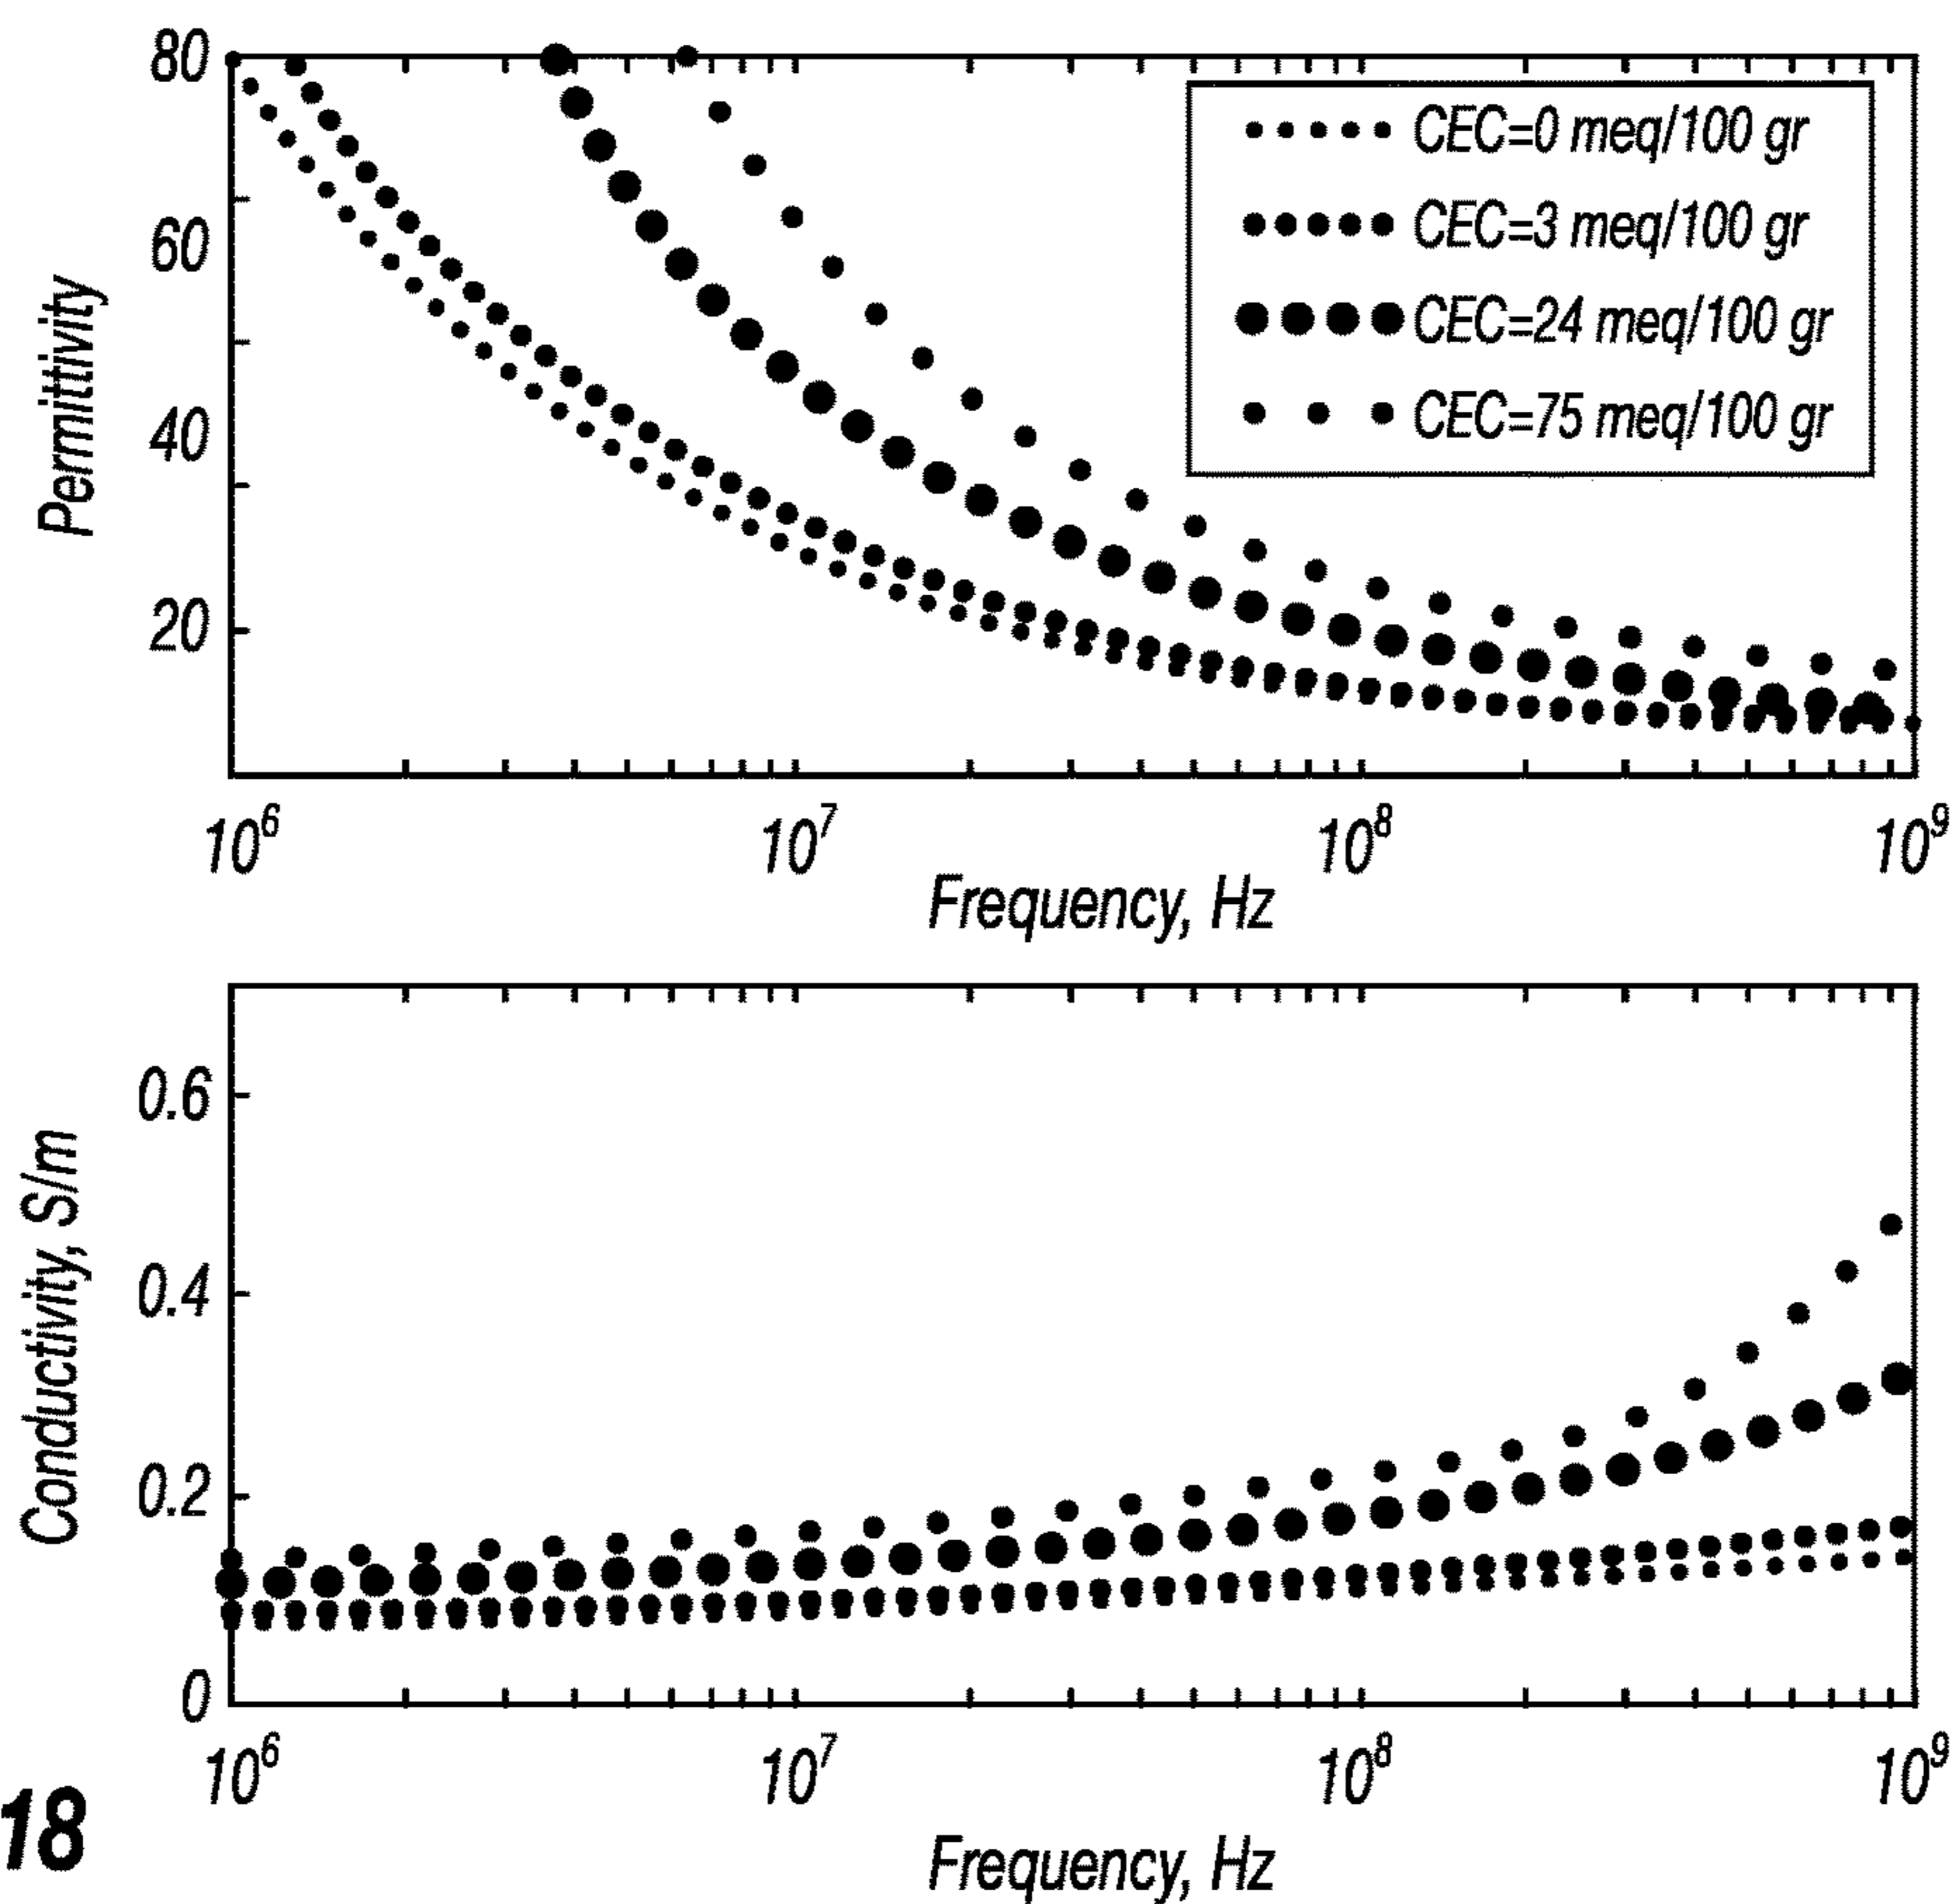 80
60
40
20
Permittivity
CEC=0 meq/100 gr
CEC=3 meq/100 gr
CEC=24 meq/100 gr
CEC=75 meq/100 gr
10^6 10^7 10^8 10^9
Frequency, Hz
0.6
0.4
0.2
0
Conductivity, S/m
10^6 10^7 10^8 10^9
Frequency, Hz
18